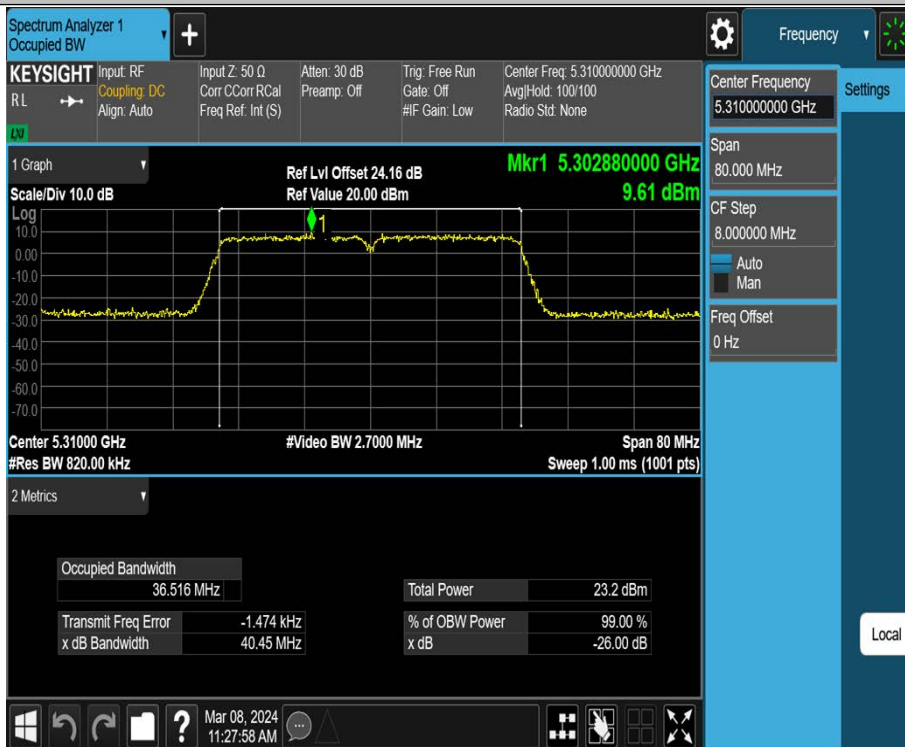 Spectrum Analyzer 1
Occupied BW
+
Frequency
KEYSIGHT
RL
LXI
Input: RF
Coupling: DC
Align: Auto
Input Z: 50 Ω
Corr CCorr RCal
Freq Ref: Int (S)
Atten: 30 dB
Preamp: Off
Trig: Free Run
Gate: Off
#IF Gain: Low
Center Freq: 5.310000000 GHz
Avg|Hold: 100/100
Radio Std: None
Center Frequency
5.310000000 GHz
Settings
Span
80.000 MHz
CF Step
8.000000 MHz
Auto
Man
Freq Offset
0 Hz
Local
1 Graph
Scale/Div 10.0 dB
Ref Lvl Offset 24.16 dB
Ref Value 20.00 dBm
Mkr1 5.302880000 GHz
9.61 dBm
Log
10.0
0.00
-10.0
-20.0
-30.0
-40.0
-50.0
-60.0
-70.0
1
Center 5.31000 GHz
#Res BW 820.00 kHz
#Video BW 2.7000 MHz
Span 80 MHz
Sweep 1.00 ms (1001 pts)
2 Metrics
Occupied Bandwidth
36.516 MHz
Total Power 23.2 dBm
Transmit Freq Error -1.474 kHz
% of OBW Power 99.00 %
x dB Bandwidth 40.45 MHz
x dB -26.00 dB
?
Mar 08, 2024
11:27:58 AM